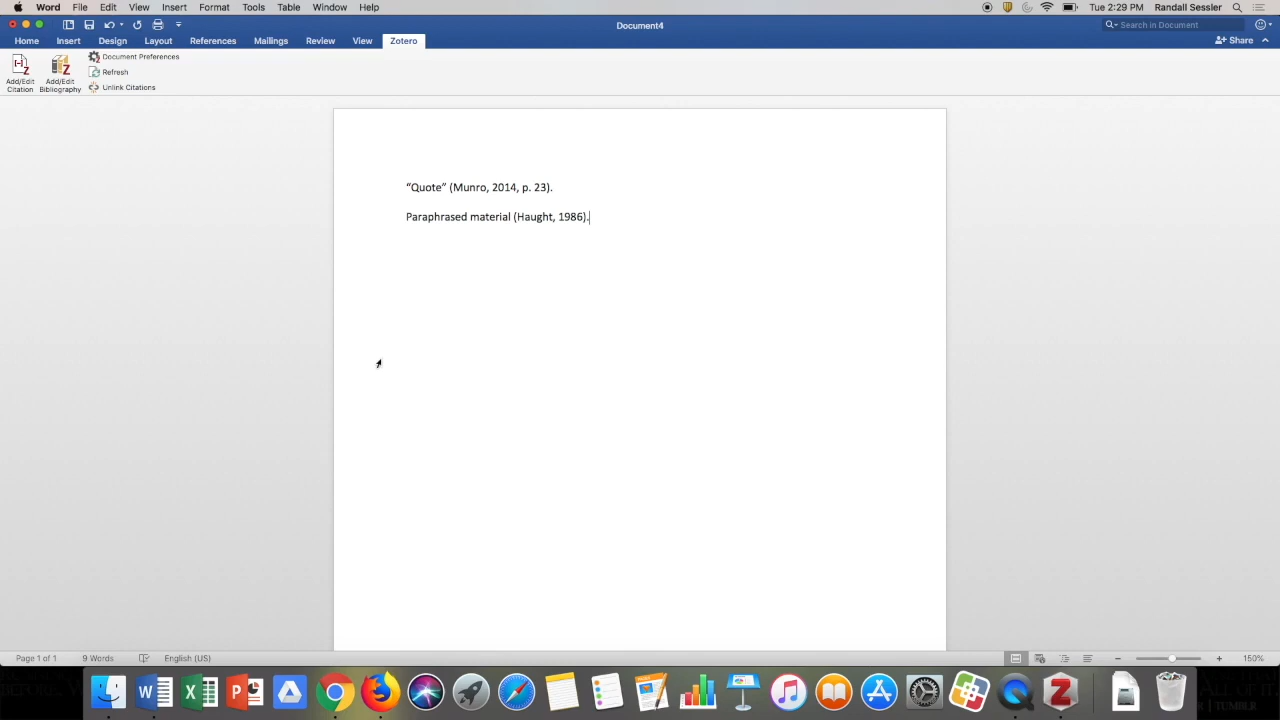 Word File Edit View Insert Format Tools Table Window Help Tue 2:29 PM Randall Sessler
Document4
Search in Document
Home Insert Design Layout References Mailings Review View Zotero
Share
Add/Edit Citation
Add/Edit Bibliography
Document Preferences
Refresh
Unlink Citations
“Quote” (Munro, 2014, p. 23).
Paraphrased material (Haught, 1986).
Page 1 of 1 9 Words English (US) 150%
TUMBLR